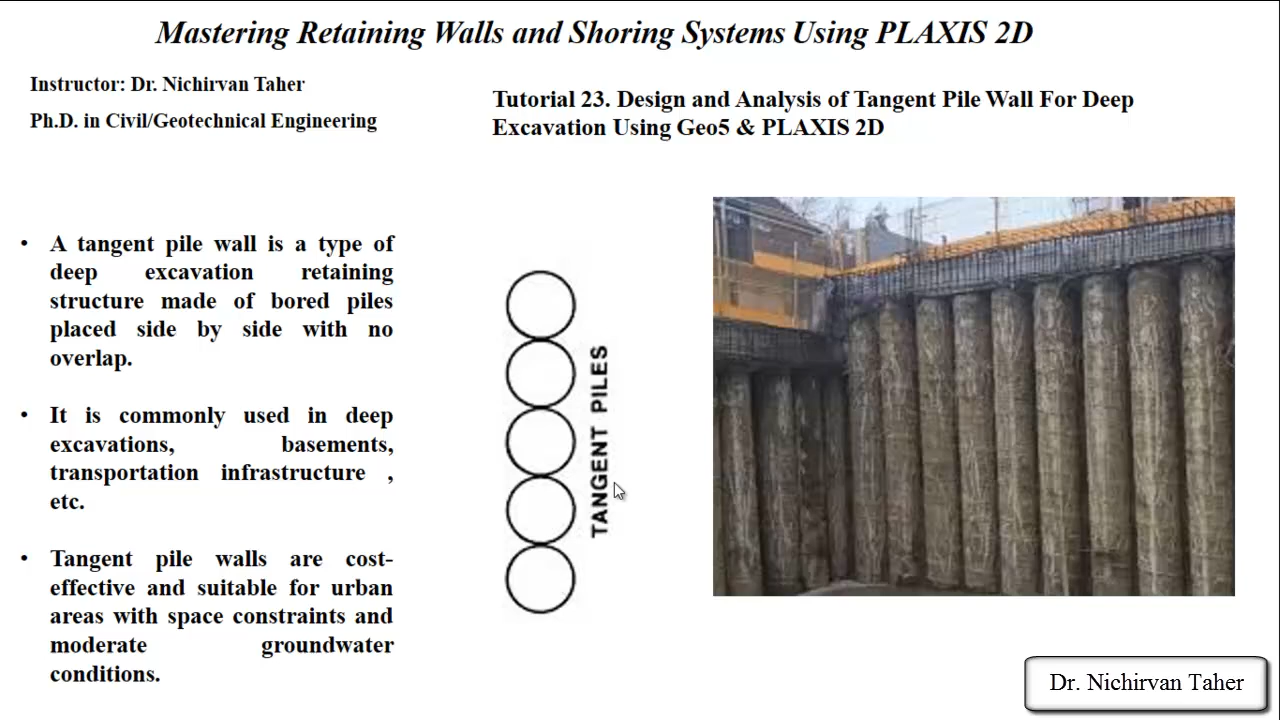 Mastering Retaining Walls and Shoring Systems Using PLAXIS 2D
Instructor: Dr. Nichirvan Taher
Ph.D. in Civil/Geotechnical Engineering
Tutorial 23. Design and Analysis of Tangent Pile Wall For Deep
Excavation Using Geo5 & PLAXIS 2D
• A tangent pile wall is a type of
deep excavation retaining
structure made of bored piles
placed side by side with no
overlap.
• It is commonly used in deep
excavations, basements,
transportation infrastructure ,
etc.
• Tangent pile walls are cost-
effective and suitable for urban
areas with space constraints and
moderate groundwater
conditions.
TANGENT PILES
Dr. Nichirvan Taher